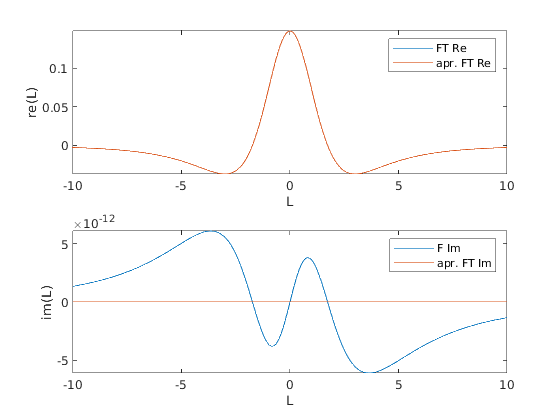 FT Re
apr. FT Re
0.1
0.05
0
re(L)
-10 -5 0 5 10
L
×10-12
F Im
apr. FT Im
5
0
-5
im(L)
-10 -5 0 5 10
L